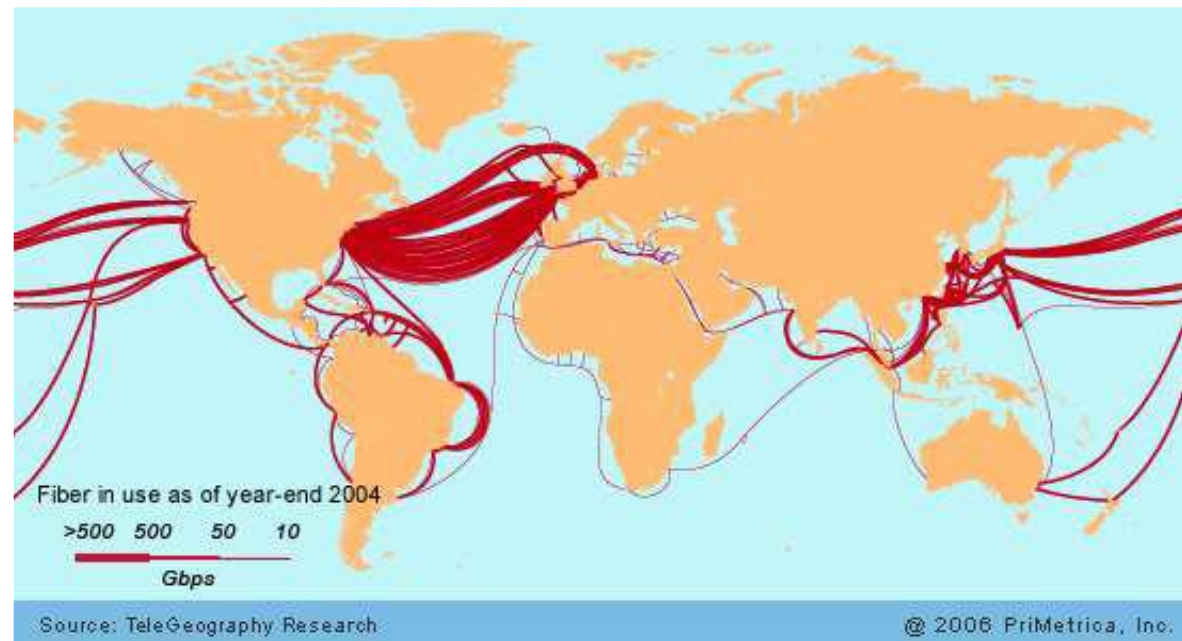 Fiber in use as of year-end 2004
>500 500 50 10
Gbps
Source: TeleGeography Research
@ 2006 PriMetrica, Inc.